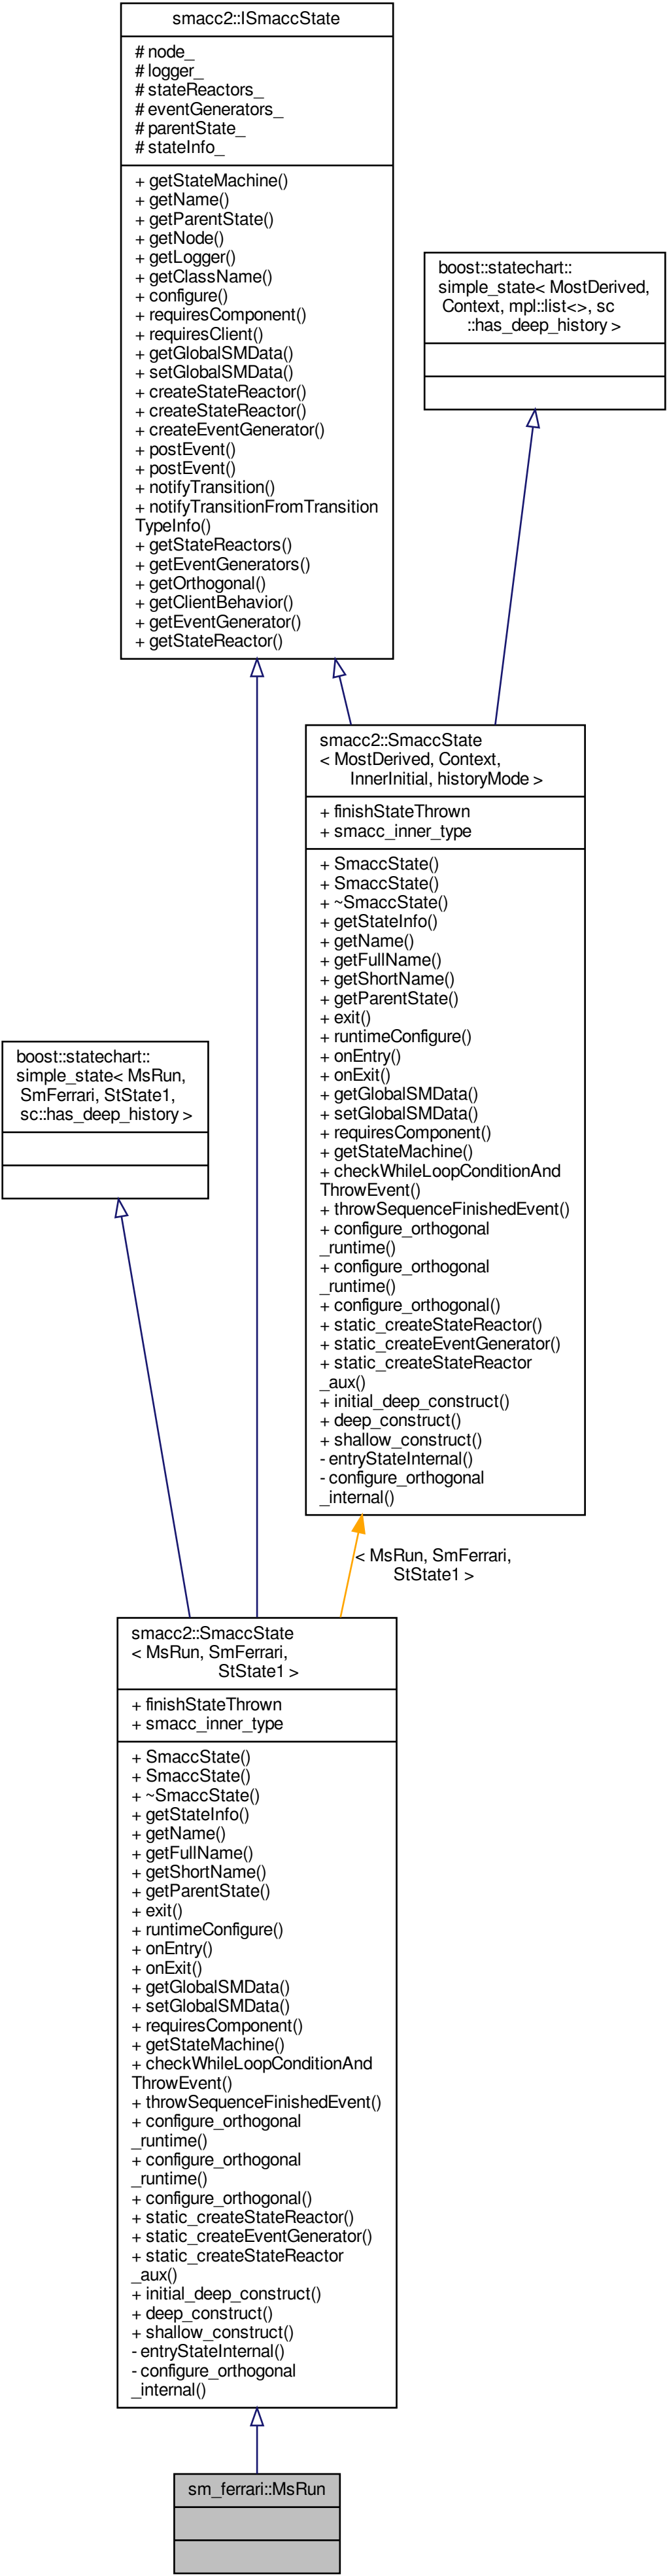 smacc2::ISmaccState
# node_
# logger_
# stateReactors_
# eventGenerators_
# parentState_
# stateInfo_
+ getStateMachine()
+ getName()
+ getParentState()
+ getNode()
+ getLogger()
+ getClassName()
+ configure()
+ requiresComponent()
+ requiresClient()
+ getGlobalSMData()
+ setGlobalSMData()
+ createStateReactor()
+ createStateReactor()
+ createEventGenerator()
+ postEvent()
+ postEvent()
+ notifyTransition()
+ notifyTransitionFromTransition
TypeInfo()
+ getStateReactors()
+ getEventGenerators()
+ getOrthogonal()
+ getClientBehavior()
+ getEventGenerator()
+ getStateReactor()
boost::statechart::
simple_state< MostDerived,
Context, mpl::list<>, sc
::has_deep_history >
smacc2::SmaccState
< MostDerived, Context,
InnerInitial, historyMode >
+ finishStateThrown
+ smacc_inner_type
+ SmaccState()
+ SmaccState()
+ ~SmaccState()
+ getStateInfo()
+ getName()
+ getFullName()
+ getShortName()
+ getParentState()
+ exit()
+ runtimeConfigure()
+ onEntry()
+ onExit()
+ getGlobalSMData()
+ setGlobalSMData()
+ requiresComponent()
+ getStateMachine()
+ checkWhileLoopConditionAnd
ThrowEvent()
+ throwSequenceFinishedEvent()
+ configure_orthogonal
_runtime()
+ configure_orthogonal
_runtime()
+ configure_orthogonal()
+ static_createStateReactor()
+ static_createEventGenerator()
+ static_createStateReactor
_aux()
+ initial_deep_construct()
+ deep_construct()
+ shallow_construct()
- entryStateInternal()
- configure_orthogonal
_internal()
boost::statechart::
simple_state< MsRun,
SmFerrari, StState1,
sc::has_deep_history >
< MsRun, SmFerrari,
StState1 >
smacc2::SmaccState
< MsRun, SmFerrari,
StState1 >
+ finishStateThrown
+ smacc_inner_type
+ SmaccState()
+ SmaccState()
+ ~SmaccState()
+ getStateInfo()
+ getName()
+ getFullName()
+ getShortName()
+ getParentState()
+ exit()
+ runtimeConfigure()
+ onEntry()
+ onExit()
+ getGlobalSMData()
+ setGlobalSMData()
+ requiresComponent()
+ getStateMachine()
+ checkWhileLoopConditionAnd
ThrowEvent()
+ throwSequenceFinishedEvent()
+ configure_orthogonal
_runtime()
+ configure_orthogonal
_runtime()
+ configure_orthogonal()
+ static_createStateReactor()
+ static_createEventGenerator()
+ static_createStateReactor
_aux()
+ initial_deep_construct()
+ deep_construct()
+ shallow_construct()
- entryStateInternal()
- configure_orthogonal
_internal()
sm_ferrari::MsRun